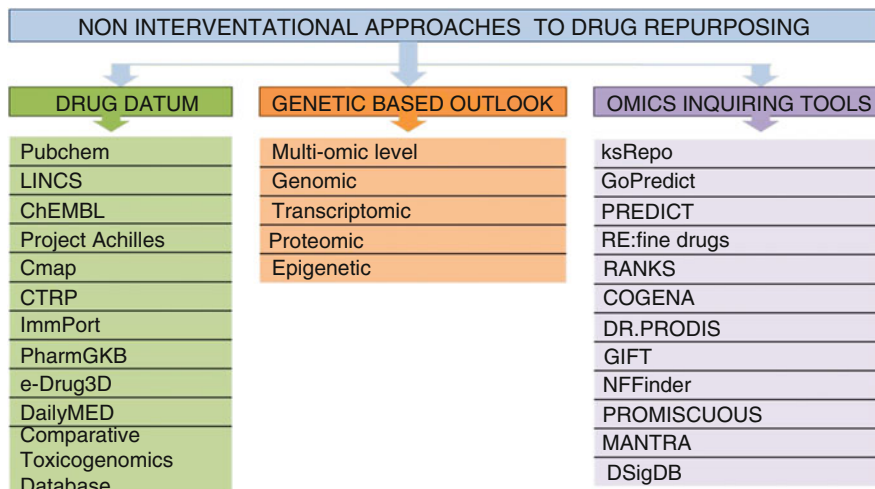 NON INTERVENTATIONAL APPROACHES TO DRUG REPURPOSING
DRUG DATUM
Pubchem
LINCS
ChEMBL
Project Achilles
Cmap
CTRP
ImmPort
PharmGKB
e-Drug3D
DailyMED
Comparative
Toxicogenomics
Database
GENETIC BASED OUTLOOK
Multi-omic level
Genomic
Transcriptomic
Proteomic
Epigenetic
OMICS INQUIRING TOOLS
ksRepo
GoPredict
PREDICT
RE:fine drugs
RANKS
COGENA
DR.PRODIS
GIFT
NFFinder
PROMISCUOUS
MANTRA
DSigDB